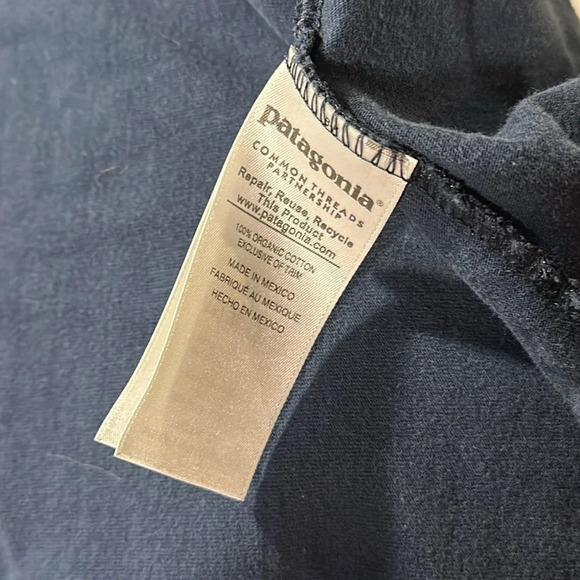 patagonia®
COMMON THREADS
PARTNERSHIP
Repair, Reuse, Recycle
This Product
www.patagonia.com
100% ORGANIC COTTON
EXCLUSIVE OF TRIM
MADE IN MEXICO
FABRIQUÉ AU MEXIQUE
HECHO EN MEXICO